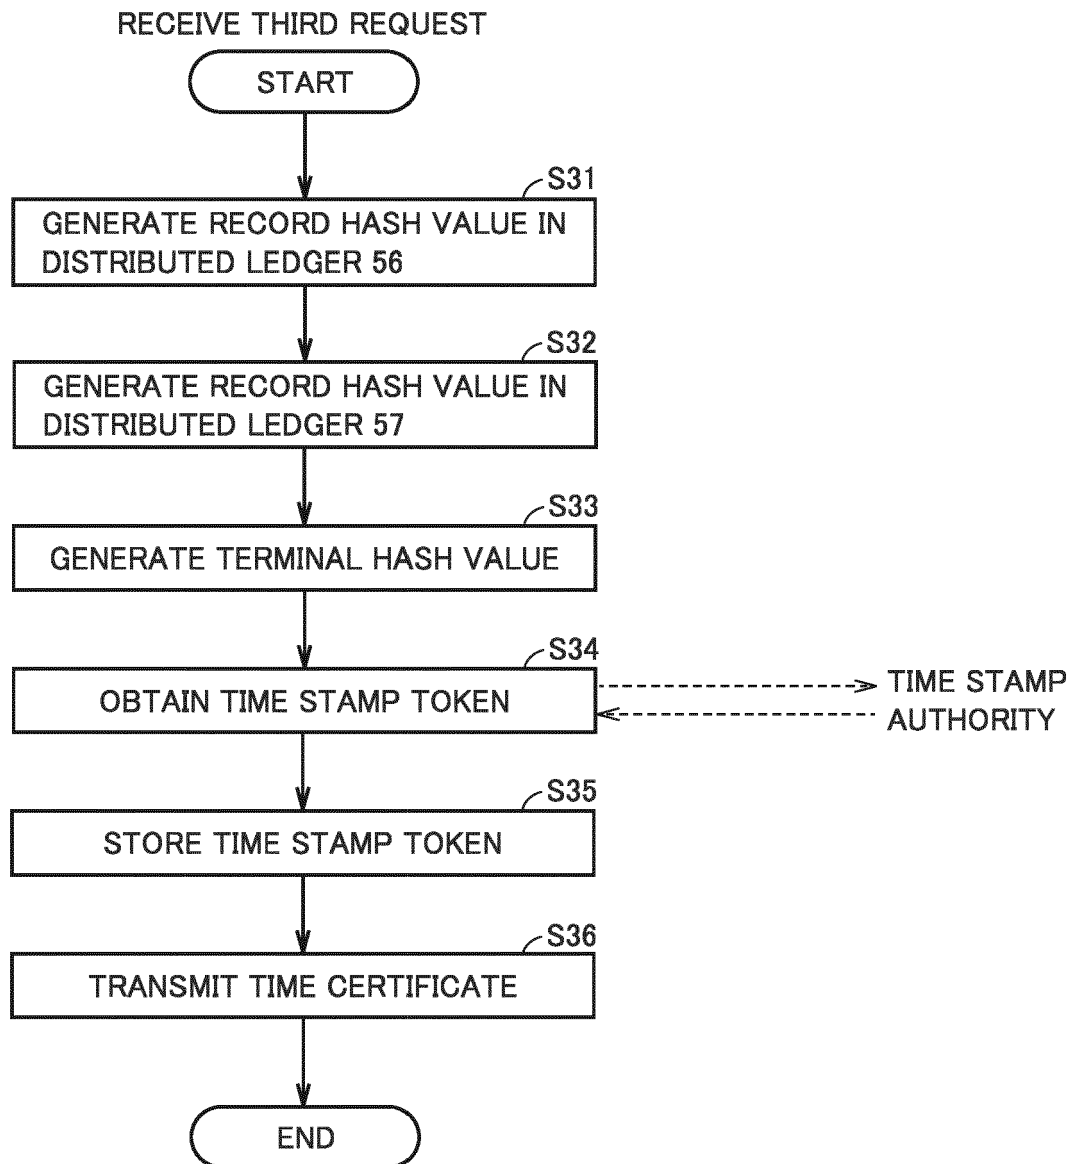 RECEIVE THIRD REQUEST
START
S31
GENERATE RECORD HASH VALUE IN
DISTRIBUTED LEDGER 56
S32
GENERATE RECORD HASH VALUE IN
DISTRIBUTED LEDGER 57
S33
GENERATE TERMINAL HASH VALUE
S34
OBTAIN TIME STAMP TOKEN
TIME STAMP
AUTHORITY
S35
STORE TIME STAMP TOKEN
S36
TRANSMIT TIME CERTIFICATE
END